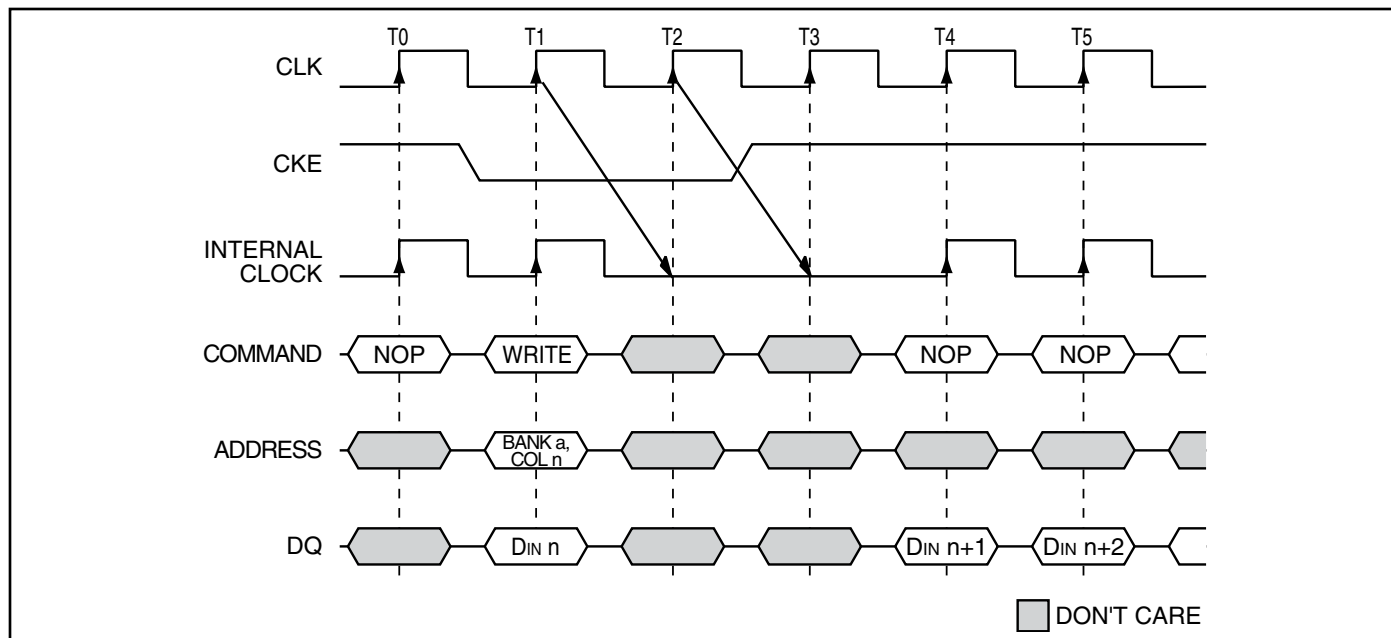 T0 T1 T2 T3 T4 T5
CLK
CKE
INTERNAL
CLOCK
COMMAND NOP WRITE NOP NOP
ADDRESS BANK a,
COL n
DQ DIN n DIN n+1 DIN n+2
DON'T CARE